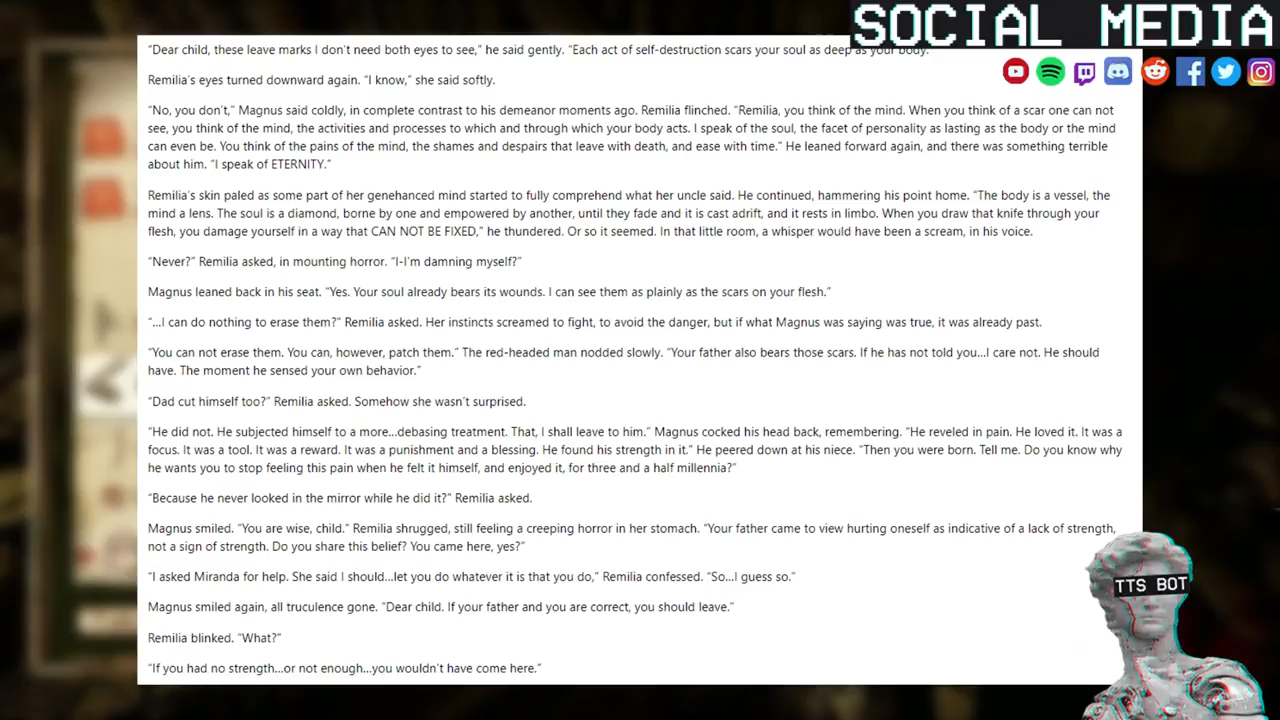 SOCIAL MEDIA
“Dear child, these leave marks I don’t need both eyes to see,” he said gently. “Each act of self-destruction scars your soul as deep as your body.
Remilia’s eyes turned downward again. “I know,” she said softly.
“No, you don’t,” Magnus said coldly, in complete contrast to his demeanor moments ago. Remilia flinched. “Remilia, you think of the mind. When you think of a scar one can not
see, you think of the mind, the activities and processes to which and through which your body acts. I speak of the soul, the facet of personality as lasting as the body or the mind
can even be. You think of the pains of the mind, the shames and despairs that leave with death, and ease with time.” He leaned forward again, and there was something terrible
about him. “I speak of ETERNITY.”
Remilia’s skin paled as some part of her genehanced mind started to fully comprehend what her uncle said. He continued, hammering his point home. “The body is a vessel, the
mind a lens. The soul is a diamond, borne by one and empowered by another, until they fade and it is cast adrift, and it rests in limbo. When you draw that knife through your
flesh, you damage yourself in a way that CAN NOT BE FIXED,” he thundered. Or so it seemed. In that little room, a whisper would have been a scream, in his voice.
“Never?” Remilia asked, in mounting horror. “I-I’m damning myself?”
Magnus leaned back in his seat. “Yes. Your soul already bears its wounds. I can see them as plainly as the scars on your flesh.”
“…I can do nothing to erase them?” Remilia asked. Her instincts screamed to fight, to avoid the danger, but if what Magnus was saying was true, it was already past.
“You can not erase them. You can, however, patch them.” The red-headed man nodded slowly. “Your father also bears those scars. If he has not told you…I care not. He should
have. The moment he sensed your own behavior.”
“Dad cut himself too?” Remilia asked. Somehow she wasn’t surprised.
“He did not. He subjected himself to a more…debasing treatment. That, I shall leave to him.” Magnus cocked his head back, remembering. “He reveled in pain. He loved it. It was a
focus. It was a tool. It was a reward. It was a punishment and a blessing. He found his strength in it.” He peered down at his niece. “Then you were born. Tell me. Do you know why
he wants you to stop feeling this pain when he felt it himself, and enjoyed it, for three and a half millennia?”
“Because he never looked in the mirror while he did it?” Remilia asked.
Magnus smiled. “You are wise, child.” Remilia shrugged, still feeling a creeping horror in her stomach. “Your father came to view hurting oneself as indicative of a lack of strength,
not a sign of strength. Do you share this belief? You came here, yes?”
“I asked Miranda for help. She said I should…let you do whatever it is that you do,” Remilia confessed. “So…I guess so.”
Magnus smiled again, all truculence gone. “Dear child. If your father and you are correct, you should leave.”
Remilia blinked. “What?”
“If you had no strength…or not enough…you wouldn’t have come here.”
TTS BOT